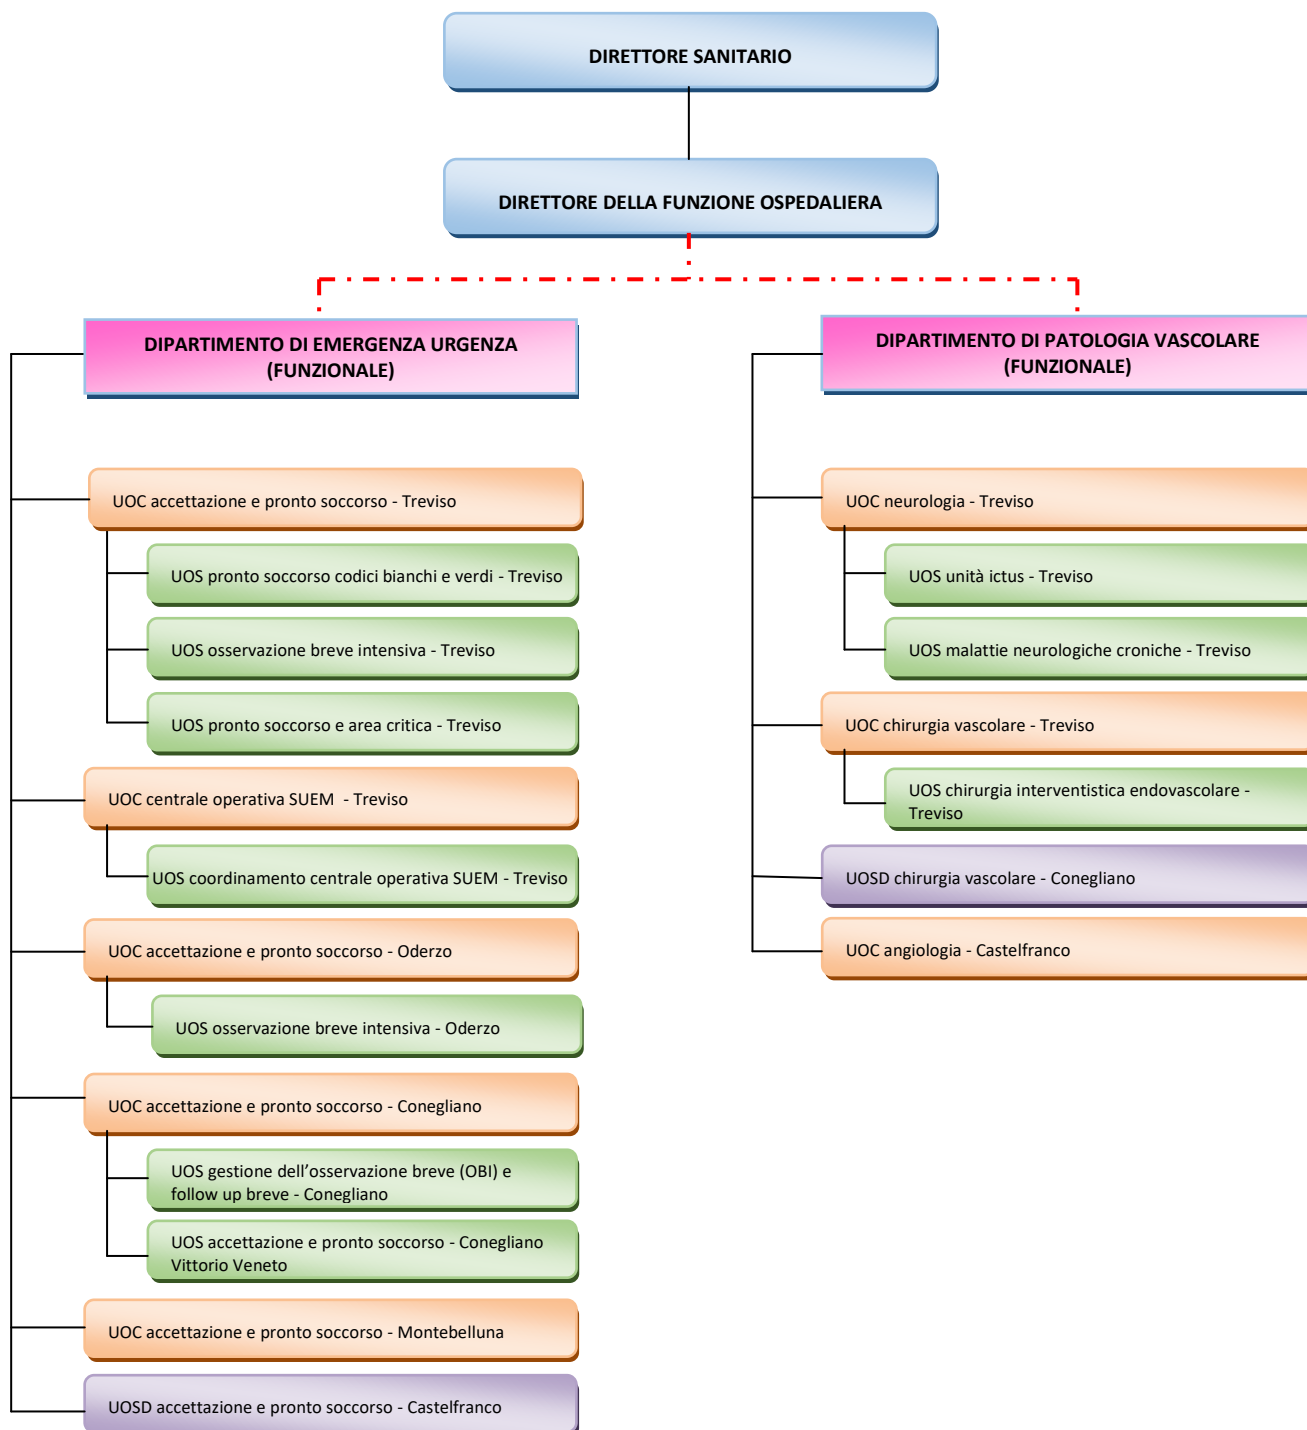 DIRETTORE SANITARIO
DIRETTORE DELLA FUNZIONE OSPEDALIERA
DIPARTIMENTO DI EMERGENZA URGENZA
(FUNZIONALE)
UOC accettazione e pronto soccorso - Treviso
UOS pronto soccorso codici bianchi e verdi - Treviso
UOS osservazione breve intensiva - Treviso
UOS pronto soccorso e area critica - Treviso
UOC centrale operativa SUEM  - Treviso
UOS coordinamento centrale operativa SUEM - Treviso
UOC accettazione e pronto soccorso - Oderzo
UOS osservazione breve intensiva - Oderzo
UOC accettazione e pronto soccorso - Conegliano
UOS gestione dell’osservazione breve (OBI) e
follow up breve - Conegliano
UOS accettazione e pronto soccorso - Conegliano
Vittorio Veneto
UOC accettazione e pronto soccorso - Montebelluna
UOSD accettazione e pronto soccorso - Castelfranco
DIPARTIMENTO DI PATOLOGIA VASCOLARE
(FUNZIONALE)
UOC neurologia - Treviso
UOS unità ictus - Treviso
UOS malattie neurologiche croniche - Treviso
UOC chirurgia vascolare - Treviso
UOS chirurgia interventistica endovascolare -
Treviso
UOSD chirurgia vascolare - Conegliano
UOC angiologia - Castelfranco